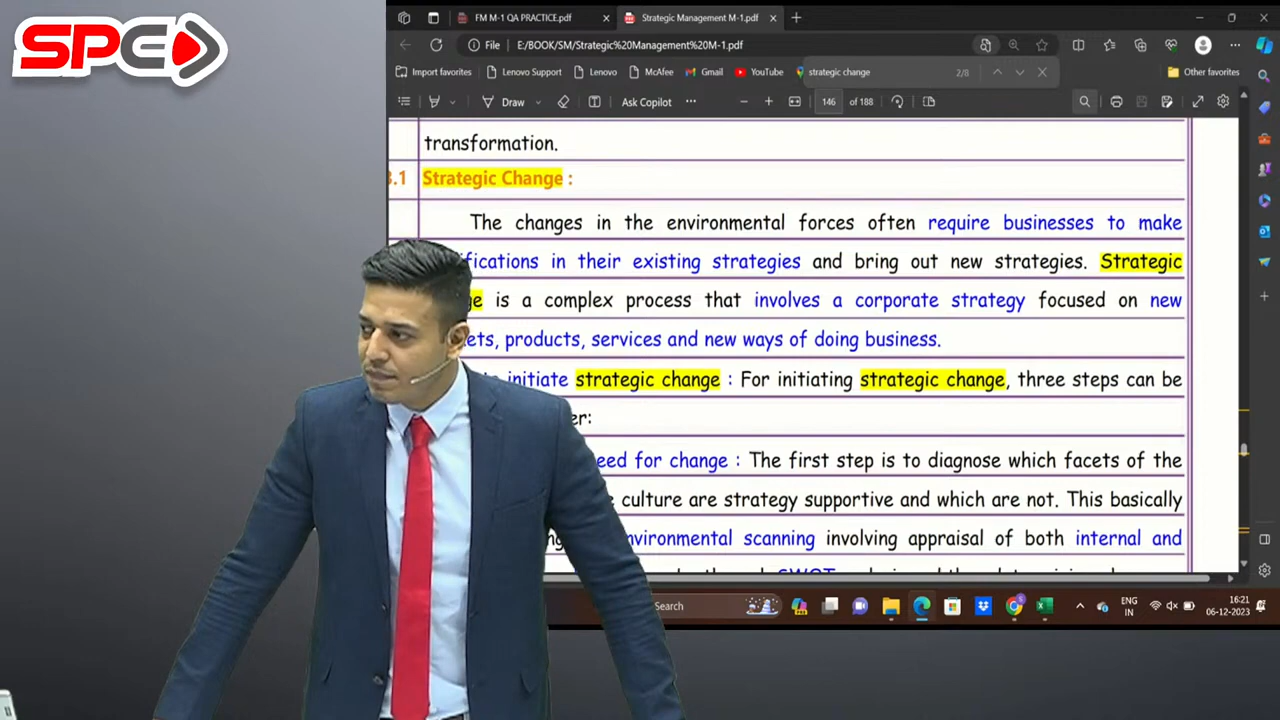 SPC
FM M-1 QA PRACTICE.pdf
Strategic Management M-1.pdf
File
E:/BOOK/SM/Strategic%20Management%20M-1.pdf
Import favorites
Lenovo Support
Lenovo
McAfee
Gmail
YouTube
strategic change
2/8
Other favorites
Draw
Ask Copilot
146
of 188
transformation.
.1 Strategic Change :
The changes in the environmental forces often require businesses to make
ifications in their existing strategies and bring out new strategies. Strategic
ge is a complex process that involves a corporate strategy focused on new
ets, products, services and new ways of doing business.
initiate strategic change : For initiating strategic change, three steps can be
er:
eed for change : The first step is to diagnose which facets of the
culture are strategy supportive and which are not. This basically
nvironmental scanning involving appraisal of both internal and
Search
ENG
IN
16:21
06-12-2023